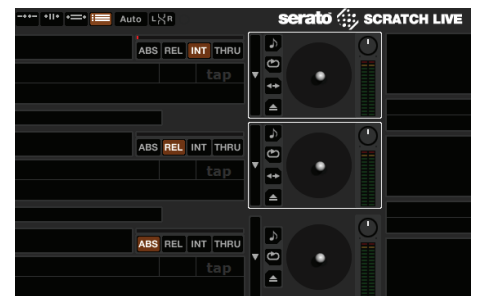 Auto L R serato SCRATCH LIVE
ABS REL INT THRU
tap
ABS REL INT THRU
tap
ABS REL INT THRU
tap